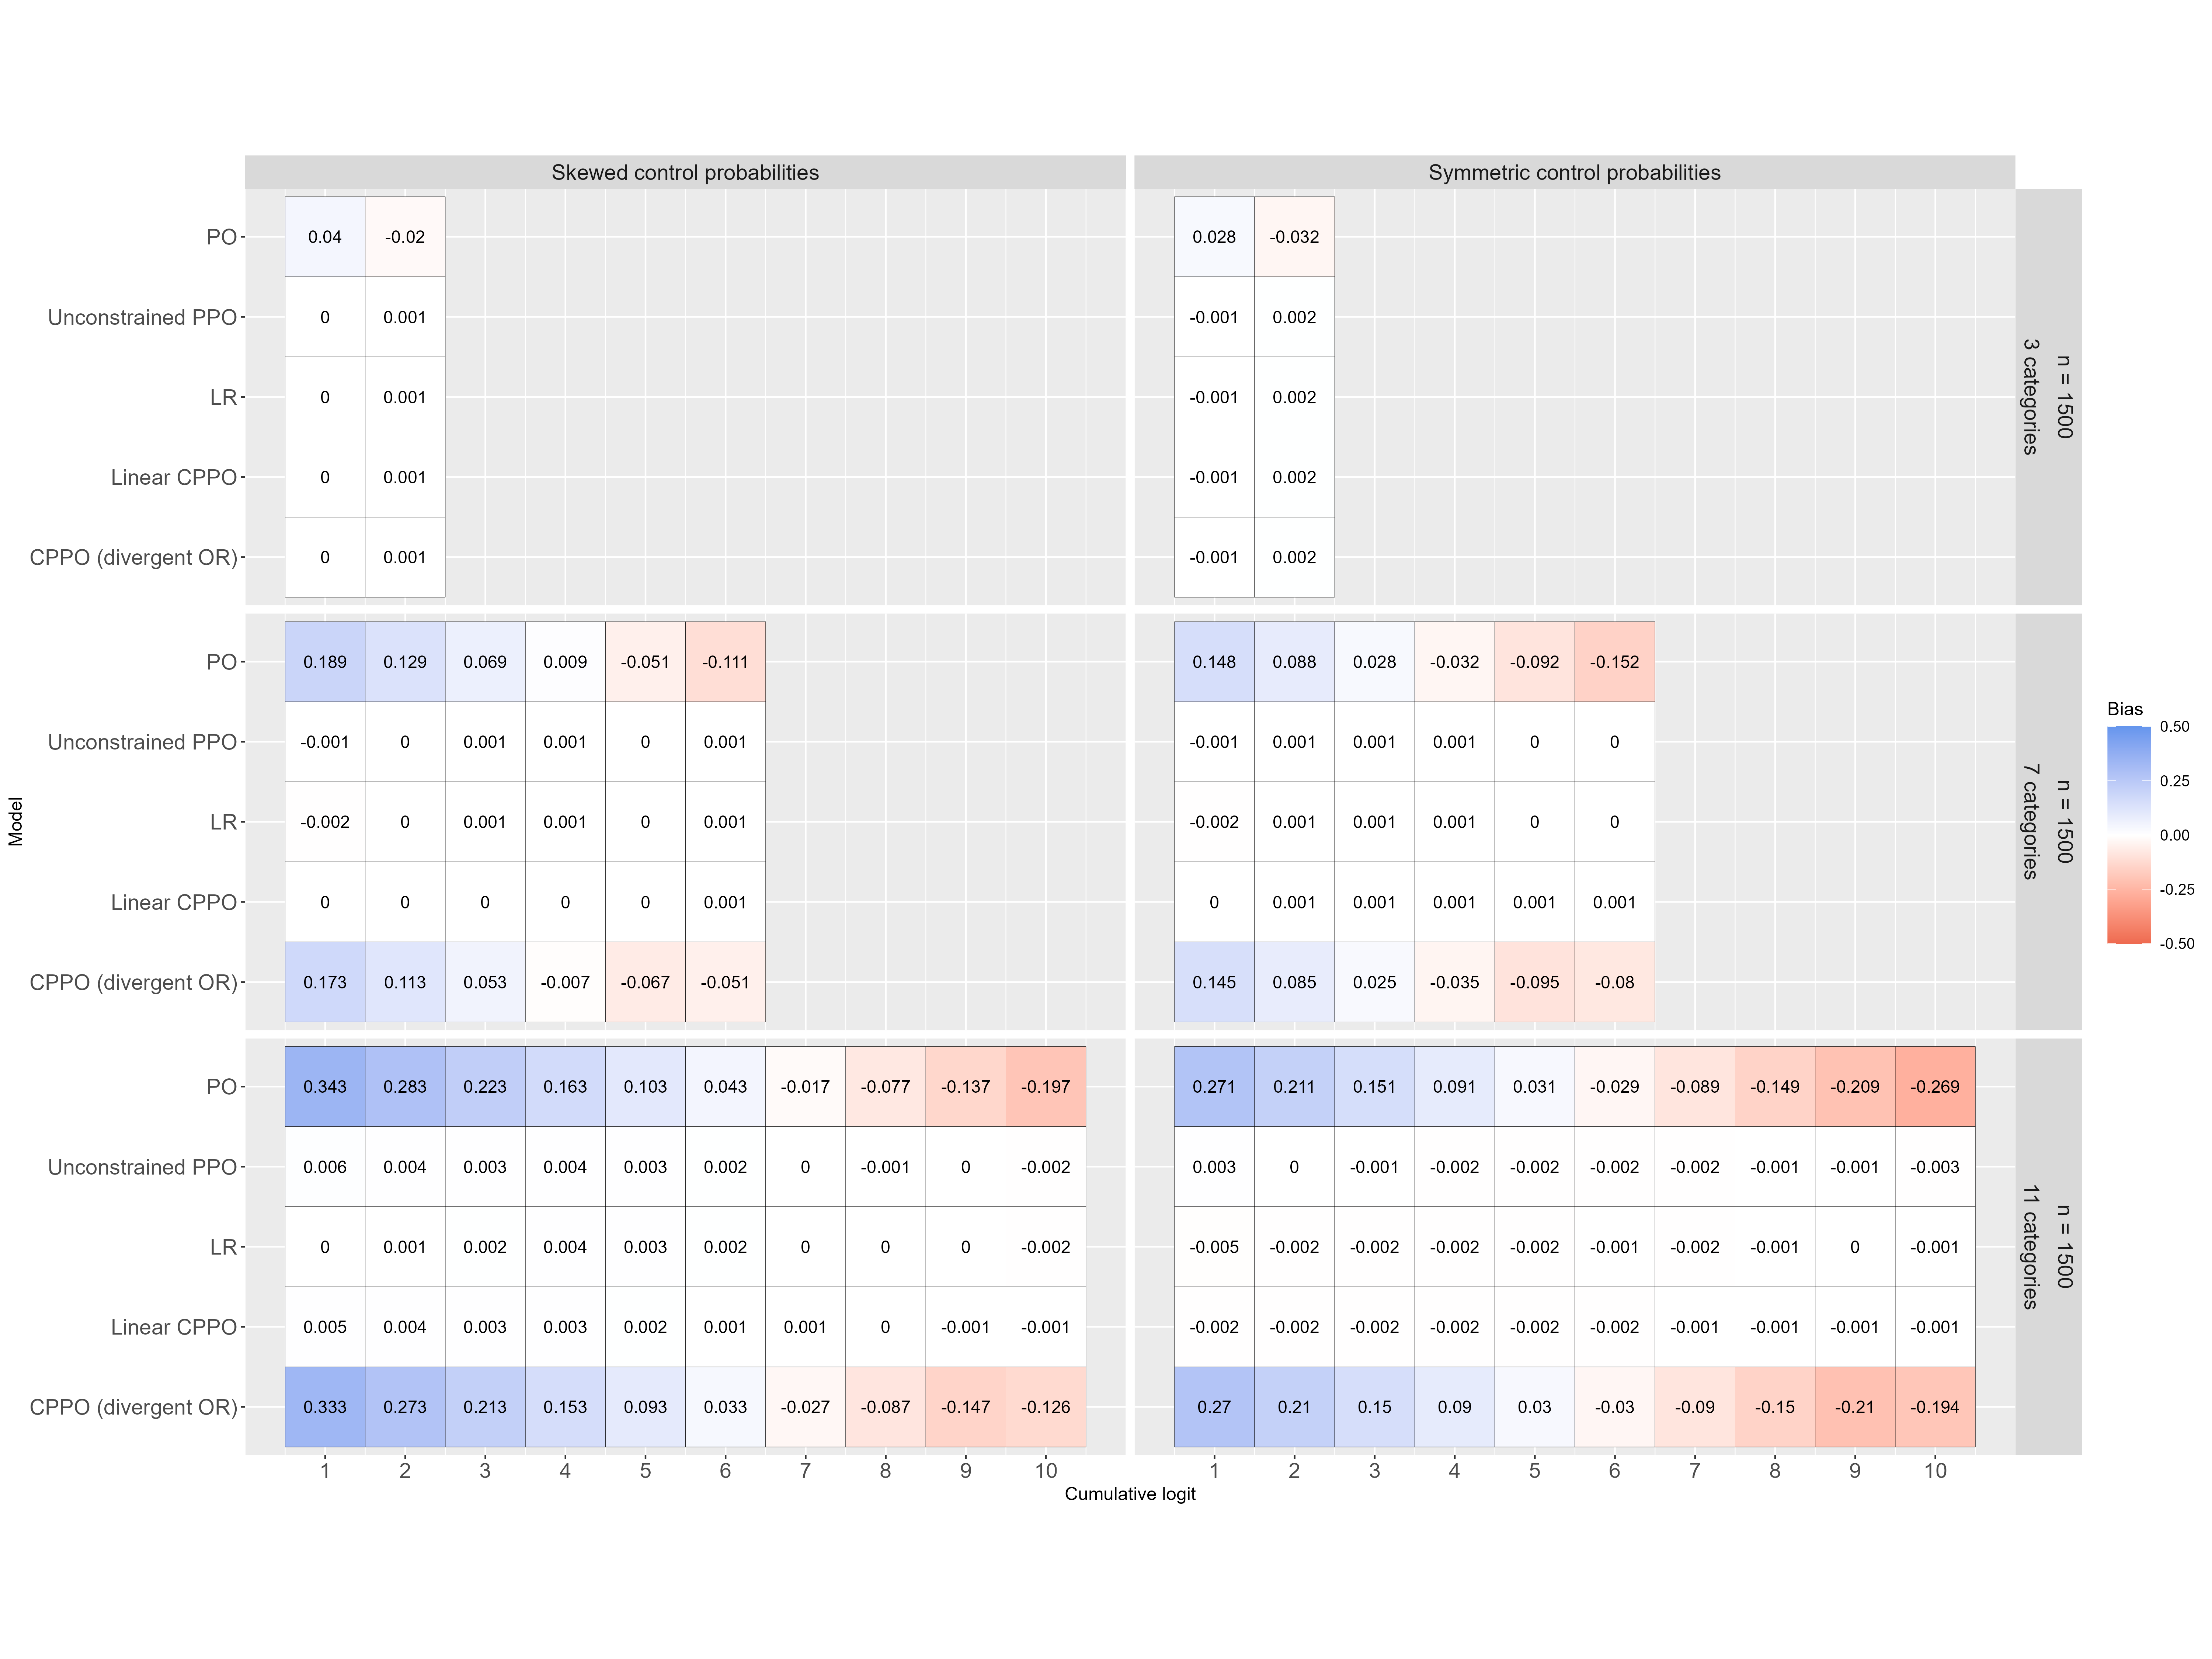 Skewed control probabilities Symmetric control probabilities
PO 0.04 -0.02 0.028 -0.032
Unconstrained PPO 0 0.001 -0.001 0.002
LR 0 0.001 -0.001 0.002
Linear CPPO 0 0.001 -0.001 0.002
CPPO (divergent OR) 0 0.001 -0.001 0.002
n = 1500
3 categories
PO 0.189 0.129 0.069 0.009 -0.051 -0.111 0.148 0.088 0.028 -0.032 -0.092 -0.152
Unconstrained PPO -0.001 0 0.001 0.001 0 0.001 -0.001 0.001 0.001 0.001 0 0
LR -0.002 0 0.001 0.001 0 0.001 -0.002 0.001 0.001 0.001 0 0
Linear CPPO 0 0 0 0 0 0.001 0 0.001 0.001 0.001 0.001 0.001
CPPO (divergent OR) 0.173 0.113 0.053 -0.007 -0.067 -0.051 0.145 0.085 0.025 -0.035 -0.095 -0.08
n = 1500
7 categories
PO 0.343 0.283 0.223 0.163 0.103 0.043 -0.017 -0.077 -0.137 -0.197 0.271 0.211 0.151 0.091 0.031 -0.029 -0.089 -0.149 -0.209 -0.269
Unconstrained PPO 0.006 0.004 0.003 0.004 0.003 0.002 0 -0.001 0 -0.002 0.003 0 -0.001 -0.002 -0.002 -0.002 -0.002 -0.001 -0.001 -0.003
LR 0 0.001 0.002 0.004 0.003 0.002 0 0 0 -0.002 -0.005 -0.002 -0.002 -0.002 -0.002 -0.001 -0.002 -0.001 0 -0.001
Linear CPPO 0.005 0.004 0.003 0.003 0.002 0.001 0.001 0 -0.001 -0.001 -0.002 -0.002 -0.002 -0.002 -0.002 -0.002 -0.001 -0.001 -0.001 -0.001
CPPO (divergent OR) 0.333 0.273 0.213 0.153 0.093 0.033 -0.027 -0.087 -0.147 -0.126 0.27 0.21 0.15 0.09 0.03 -0.03 -0.09 -0.15 -0.21 -0.194
n = 1500
11 categories
1 2 3 4 5 6 7 8 9 10 1 2 3 4 5 6 7 8 9 10
Cumulative logit
Model
Bias
0.50
0.25
0.00
-0.25
-0.50